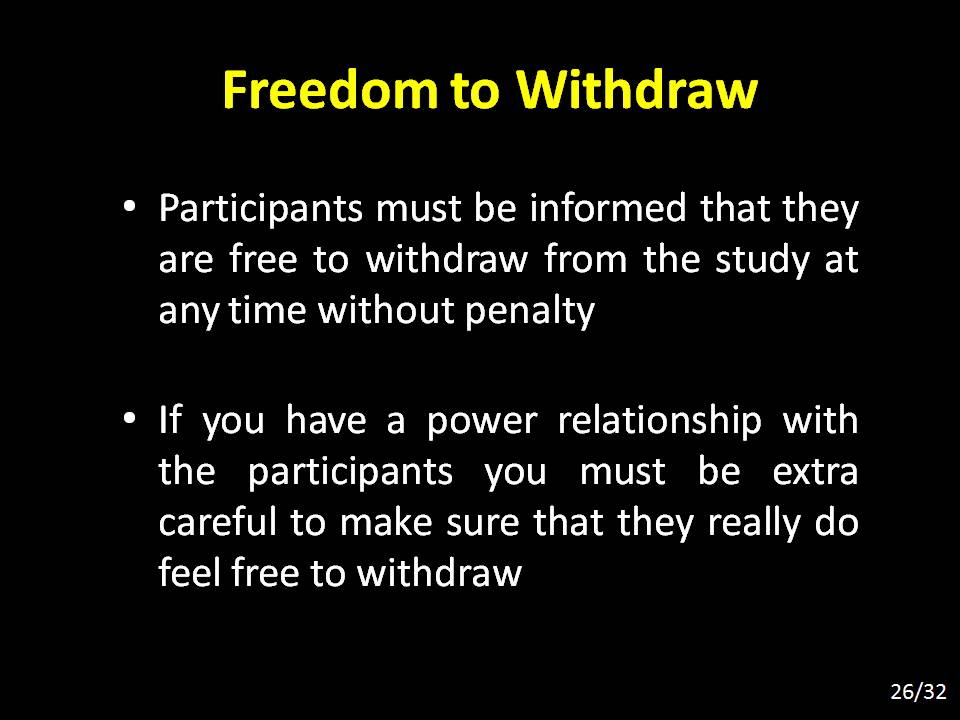 Freedom to Withdraw
• Participants must be informed that they
are free to withdraw from the study at
any time without penalty
• If you have a power relationship with
the participants you must be extra
careful to make sure that they really do
feel free to withdraw
26/32